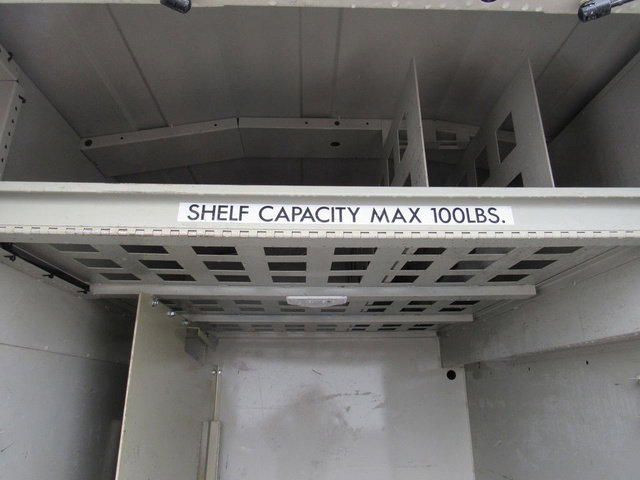 SHELF CAPACITY MAX 100LBS.